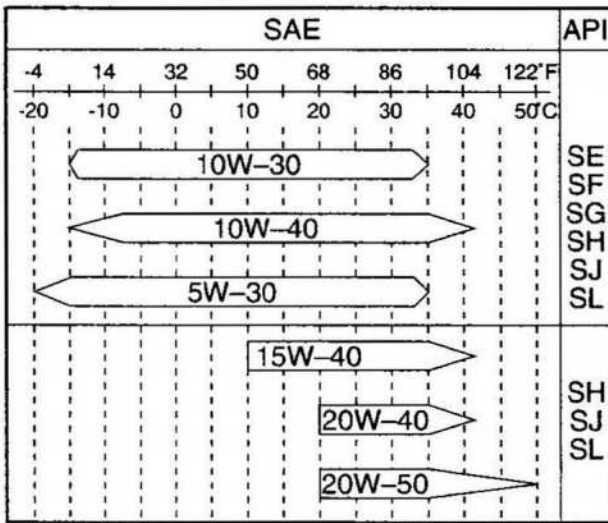 SAE API
-4 14 32 50 68 86 104 122°F
-20 -10 0 10 20 30 40 50°C
10W–30
10W–40
5W–30
SE
SF
SG
SH
SJ
SL
15W–40
20W–40
20W–50
SH
SJ
SL